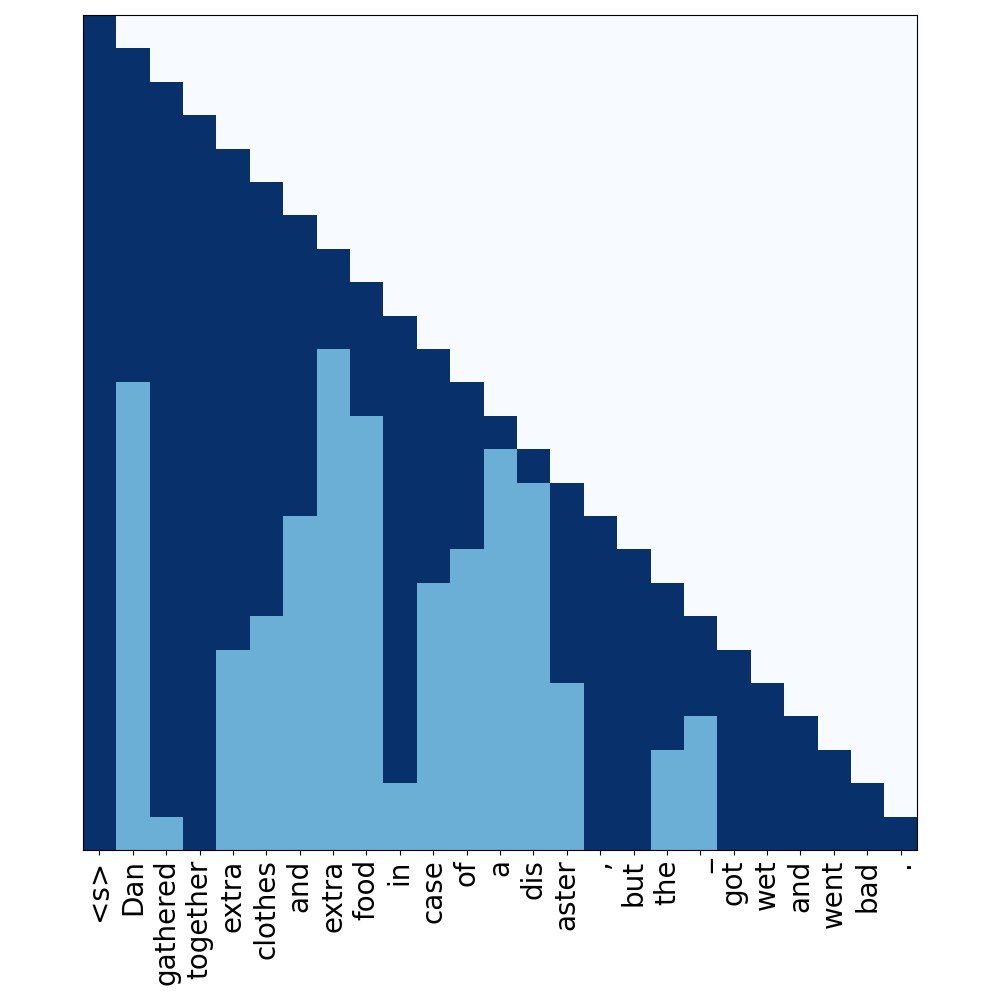 <s>
Dan
gathered
together
extra
clothes
and
extra
food
in
case
of
a
dis
aster
,
but
the
_
got
wet
and
went
bad
.